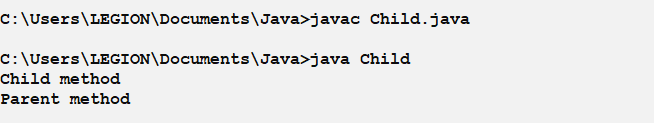 C:\Users\LEGION\Documents\Java>javac Child.java
C:\Users\LEGION\Documents\Java>java Child
Child method
Parent method